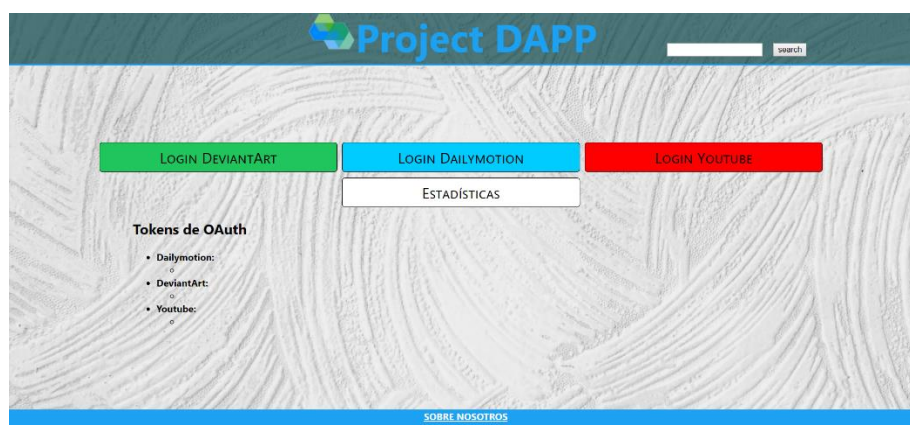 Project DAPP
search
Login DeviantArt
Login Dailymotion
Login Youtube
Estadísticas
Tokens de OAuth
Dailymotion:
DeviantArt:
Youtube:
SOBRE NOSOTROS